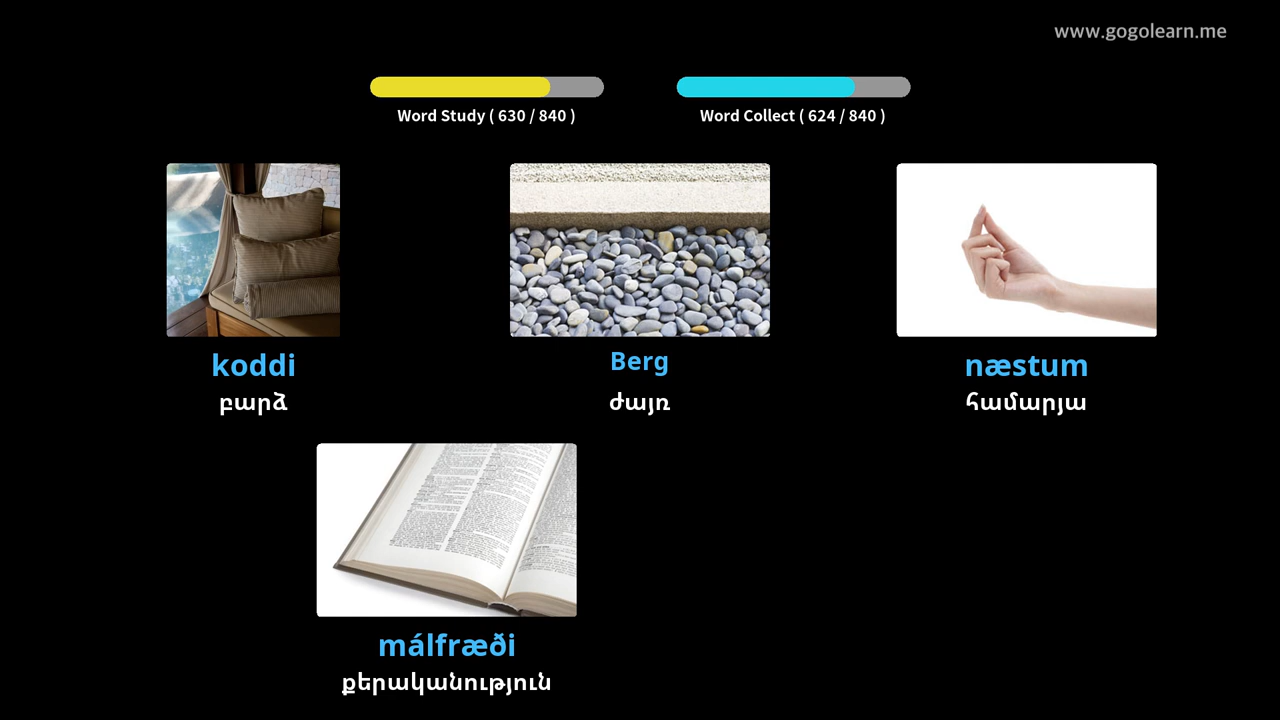 www.gogolearn.me
Word Study ( 630 / 840 )
Word Collect ( 624 / 840 )
koddi
բարձ
Berg
ժայռ
næstum
համարյա
málfræði
քերականություն